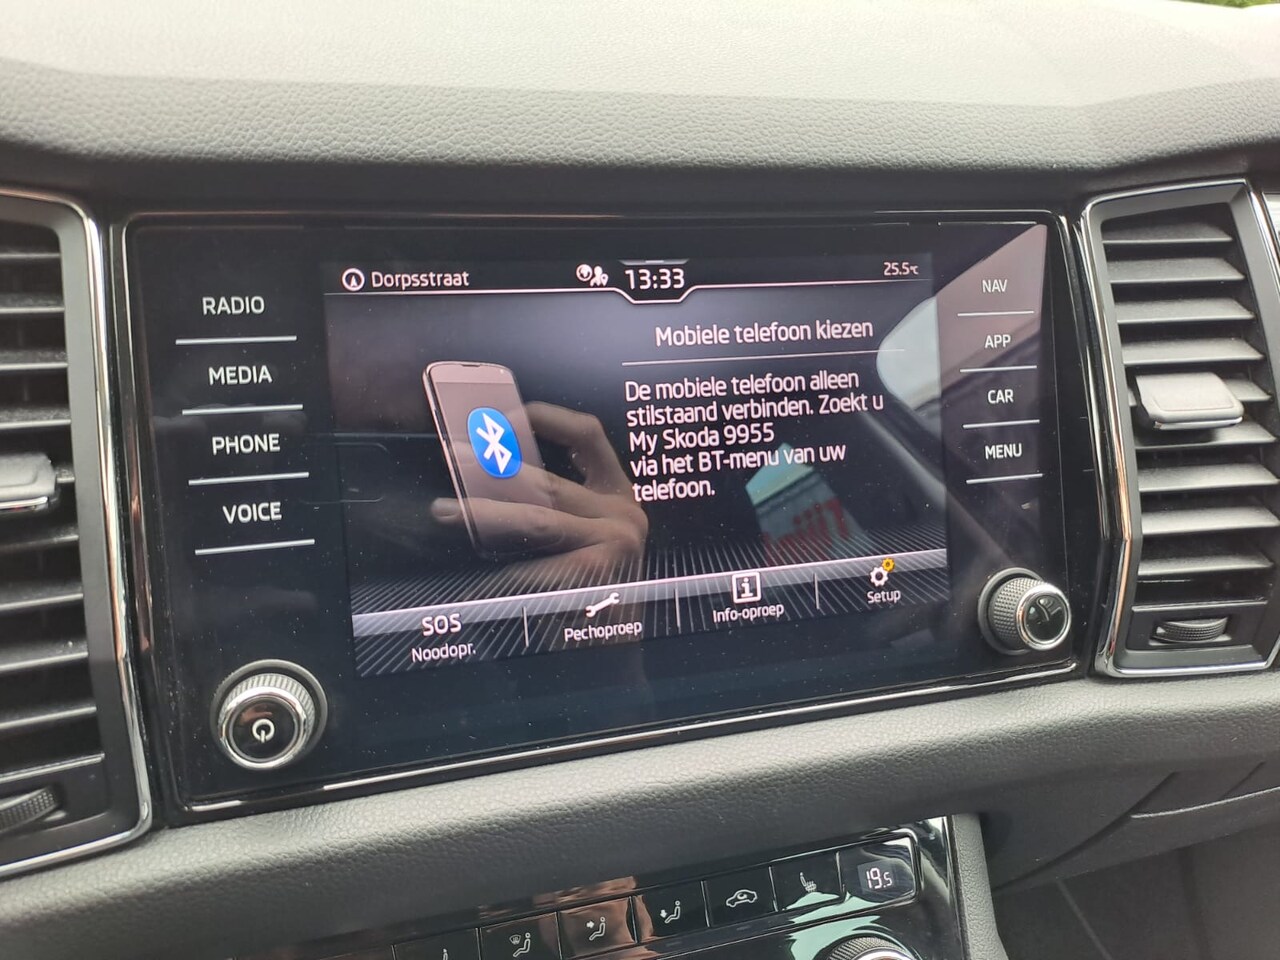 Dorpsstraat
13:33
25.5°C
RADIO
MEDIA
PHONE
VOICE
NAV
APP
CAR
MENU
Mobiele telefoon kiezen
De mobiele telefoon alleen
stilstaand verbinden. Zoekt u
My Skoda 9955
via het BT-menu van uw
telefoon.
SOS
Noodopr.
Pechoproep
i
Info-oproep
Setup
19.5